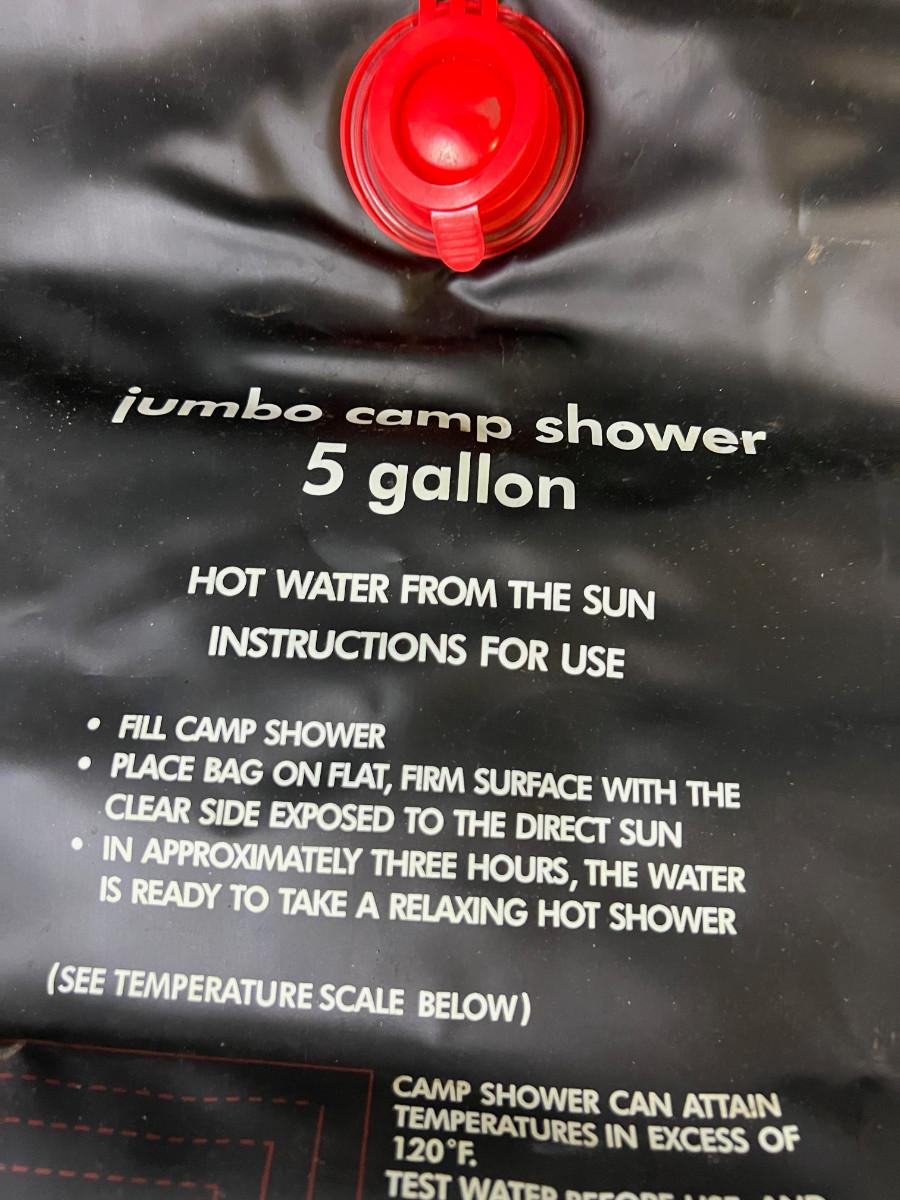 jumbo camp shower
5 gallon
HOT WATER FROM THE SUN
INSTRUCTIONS FOR USE
• FILL CAMP SHOWER
• PLACE BAG ON FLAT, FIRM SURFACE WITH THE
CLEAR SIDE EXPOSED TO THE DIRECT SUN
• IN APPROXIMATELY THREE HOURS, THE WATER
IS READY TO TAKE A RELAXING HOT SHOWER
(SEE TEMPERATURE SCALE BELOW)
CAMP SHOWER CAN ATTAIN
TEMPERATURES IN EXCESS OF
120°F.
TEST WATER BEFORE USE AND